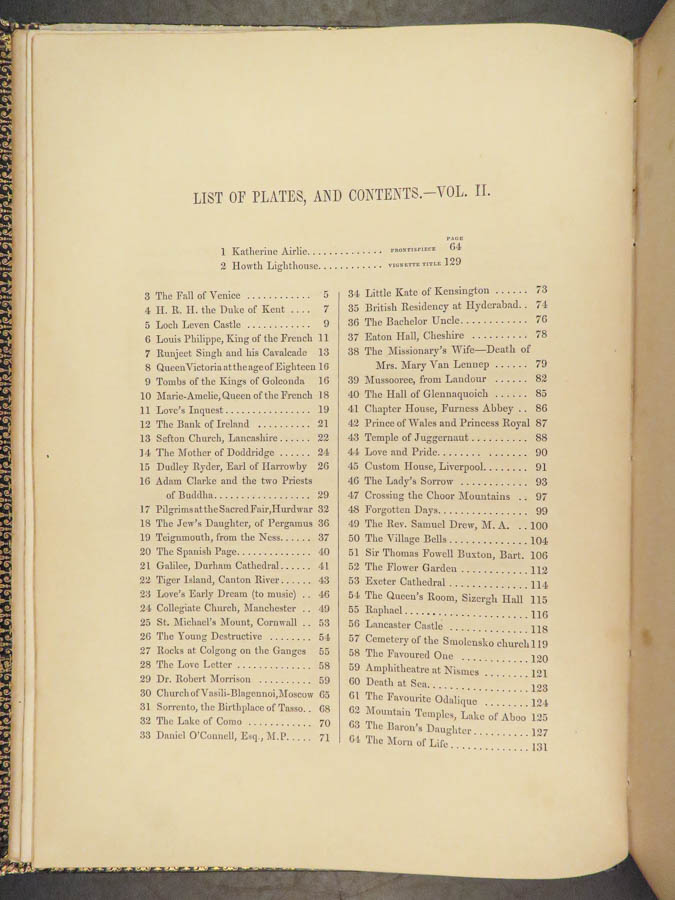 LIST OF PLATES, AND CONTENTS.—VOL. II.
PAGE
1 Katherine Airlie.............. FRONTISPIECE 64
2 Howth Lighthouse............ VIGNETTE TITLE 129
3 The Fall of Venice ............ 5
4 H. R. H. the Duke of Kent .... 7
5 Loch Leven Castle ............ 9
6 Louis Philippe, King of the French 11
7 Runjeet Singh and his Cavalcade 13
8 Queen Victoria at the age of Eighteen 16
9 Tombs of the Kings of Golconda 16
10 Marie-Amelie, Queen of the French 18
11 Love's Inquest................ 19
12 The Bank of Ireland .......... 21
13 Sefton Church, Lancashire...... 22
14 The Mother of Doddridge ...... 24
15 Dudley Ryder, Earl of Harrowby 26
16 Adam Clarke and the two Priests
of Buddha.................. 29
17 Pilgrims at the Sacred Fair, Hurdwar 32
18 The Jew's Daughter, of Pergamus 36
19 Teignmouth, from the Ness...... 37
20 The Spanish Page.............. 40
21 Galilee, Durham Cathedral...... 41
22 Tiger Island, Canton River...... 43
23 Love's Early Dream (to music) .. 46
24 Collegiate Church, Manchester .. 49
25 St. Michael's Mount, Cornwall .. 53
26 The Young Destructive ........ 54
27 Rocks at Colgong on the Ganges 55
28 The Love Letter .............. 58
29 Dr. Robert Morrison .......... 59
30 Church of Vasili-Blagennoi, Moscow 65
31 Sorrento, the Birthplace of Tasso.. 68
32 The Lake of Como ............ 70
33 Daniel O'Connell, Esq., M.P..... 71
34 Little Kate of Kensington ...... 73
35 British Residency at Hyderabad.. 74
36 The Bachelor Uncle............ 76
37 Eaton Hall, Cheshire .......... 78
38 The Missionary's Wife—Death of
Mrs. Mary Van Lennep ...... 79
39 Mussooree, from Landour ...... 82
40 The Hall of Glennaquoich ...... 85
41 Chapter House, Furness Abbey .. 86
42 Prince of Wales and Princess Royal 87
43 Temple of Juggernaut .......... 88
44 Love and Pride........ ....... 90
45 Custom House, Liverpool........ 91
46 The Lady's Sorrow ............ 93
47 Crossing the Choor Mountains .. 97
48 Forgotten Days................ 99
49 The Rev. Samuel Drew, M. A. .. 100
50 The Village Bells.............. 104
51 Sir Thomas Fowell Buxton, Bart. 106
52 The Flower Garden ............ 112
53 Exeter Cathedral .............. 114
54 The Queen's Room, Sizergh Hall 115
55 Raphael...................... 116
56 Lancaster Castle .............. 118
57 Cemetery of the Smolensko church 119
58 The Favoured One ............ 120
59 Amphitheatre at Nismes ........ 121
60 Death at Sea.................. 123
61 The Favourite Odalique ........ 124
62 Mountain Temples, Lake of Aboo 125
63 The Baron's Daughter.......... 127
64 The Morn of Life.............. 131